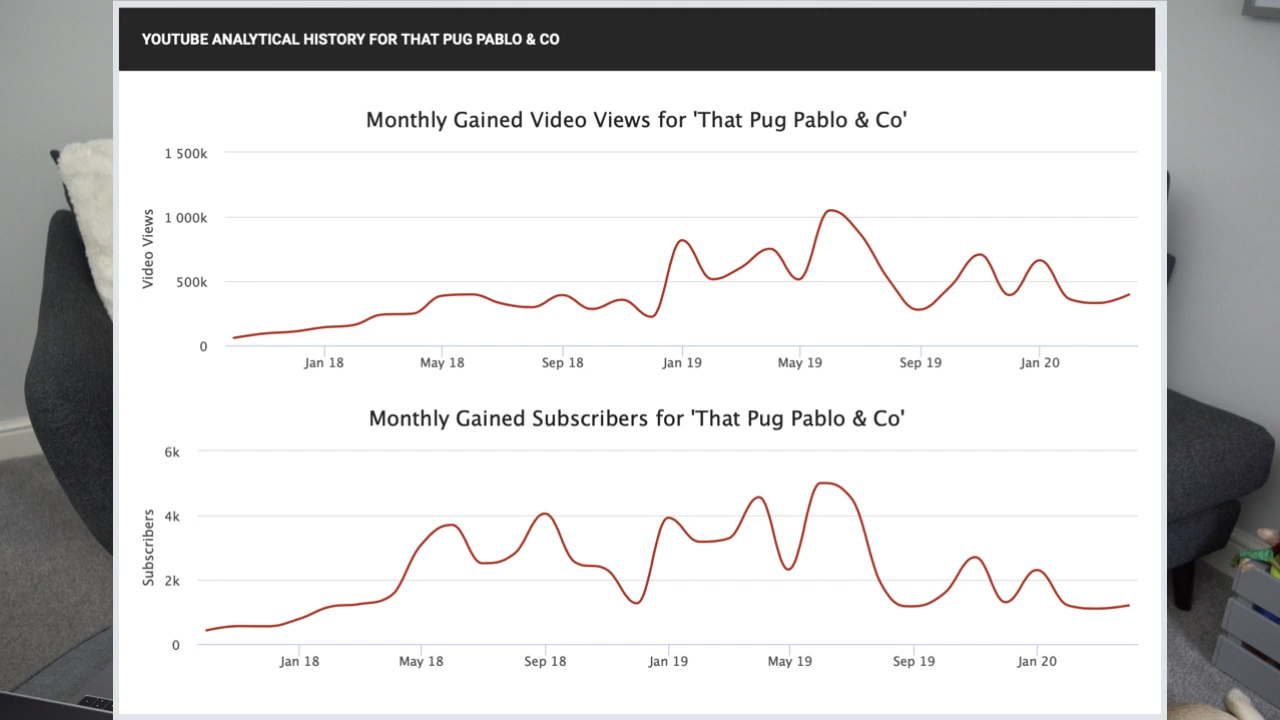 YOUTUBE ANALYTICAL HISTORY FOR THAT PUG PABLO & CO
Monthly Gained Video Views for 'That Pug Pablo & Co'
Video Views
1 500k
1 000k
500k
0
Jan 18 May 18 Sep 18 Jan 19 May 19 Sep 19 Jan 20
Monthly Gained Subscribers for 'That Pug Pablo & Co'
Subscribers
6k
4k
2k
0
Jan 18 May 18 Sep 18 Jan 19 May 19 Sep 19 Jan 20